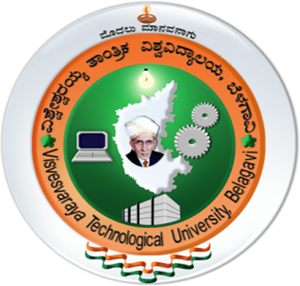 ಮೊದಲು ಮಾನವನಾಗು
ವಿಶ್ವೇಶ್ವರಯ್ಯ ತಾಂತ್ರಿಕ ವಿಶ್ವವಿದ್ಯಾಲಯ, ಬೆಳಗಾವಿ
Visvesvaraya Technological University, Belagavi